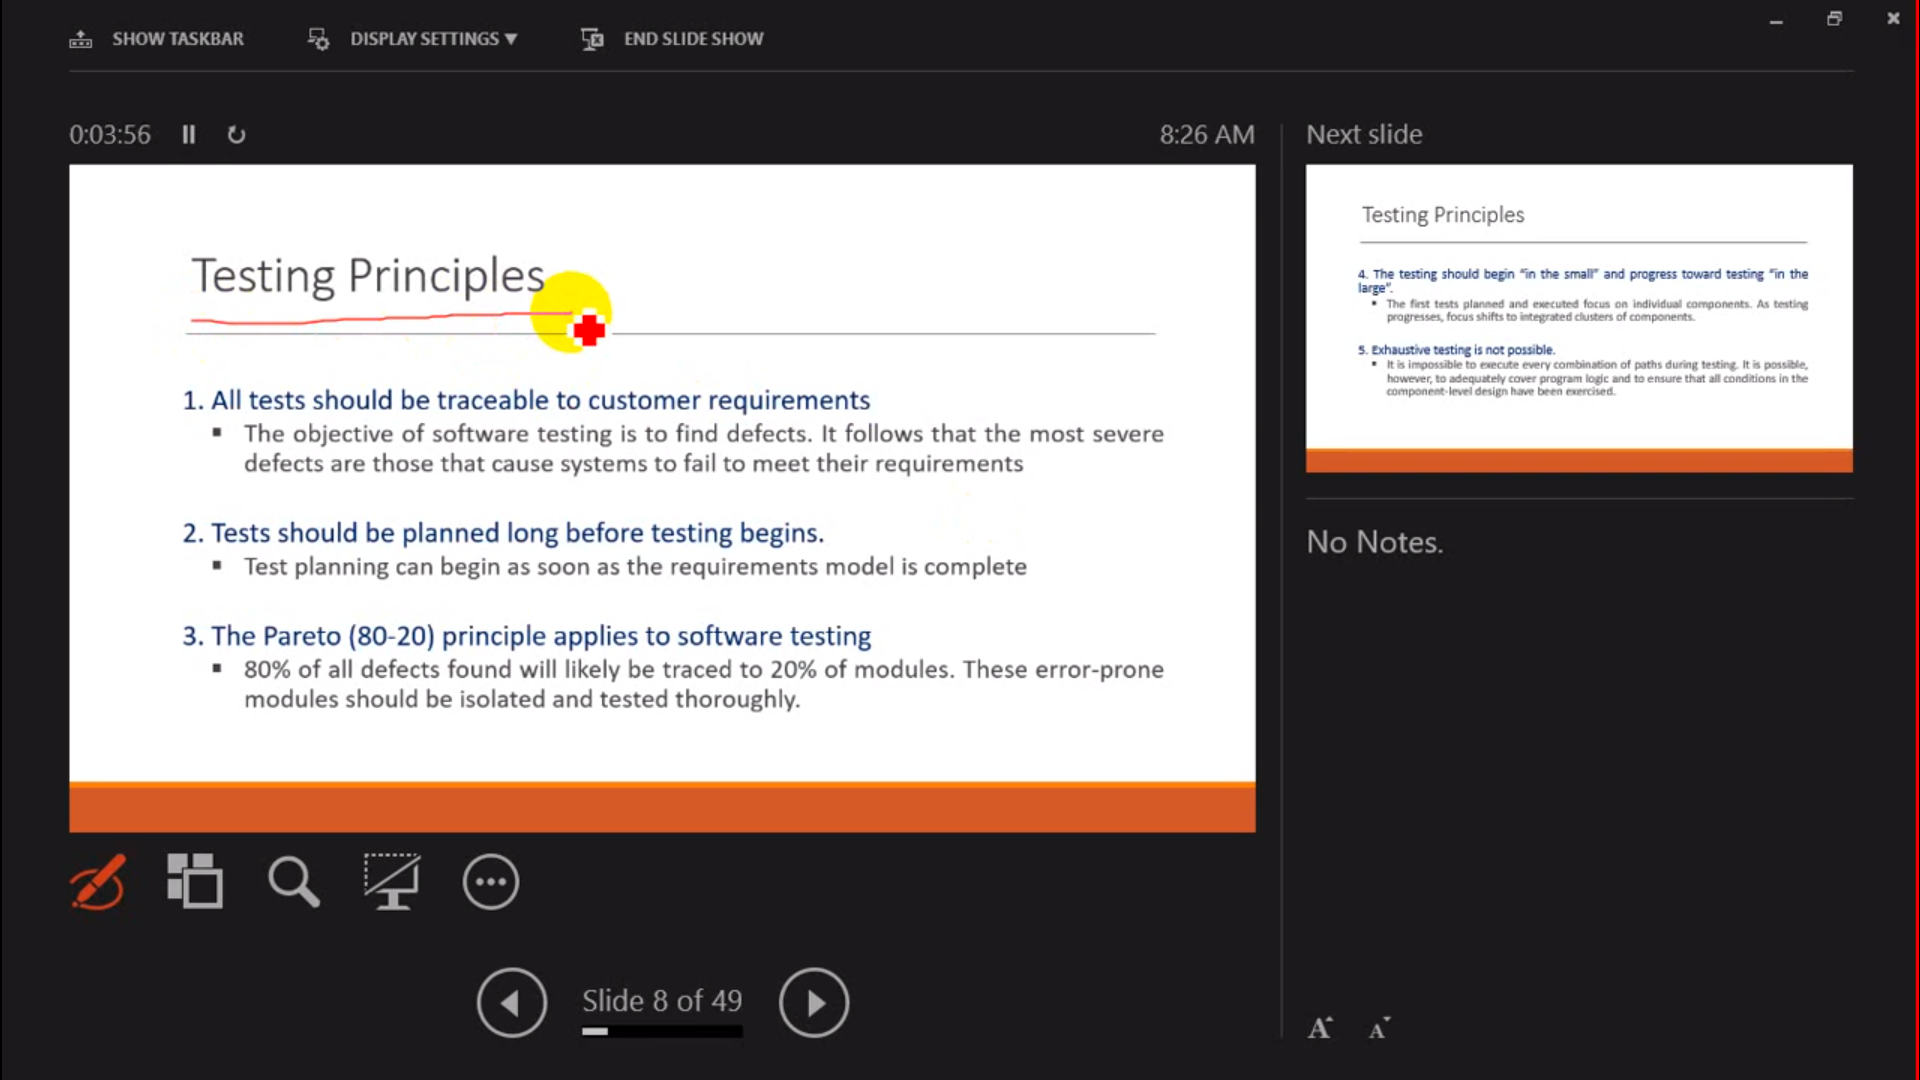 SHOW TASKBAR
DISPLAY SETTINGS ▼
END SLIDE SHOW
0:03:56
8:26 AM
Testing Principles
1. All tests should be traceable to customer requirements
▪ The objective of software testing is to find defects. It follows that the most severe
defects are those that cause systems to fail to meet their requirements
2. Tests should be planned long before testing begins.
▪ Test planning can begin as soon as the requirements model is complete
3. The Pareto (80-20) principle applies to software testing
▪ 80% of all defects found will likely be traced to 20% of modules. These error-prone
modules should be isolated and tested thoroughly.
Slide 8 of 49
Next slide
Testing Principles
4. The testing should begin “in the small” and progress toward testing “in the
large”.
▪ The first tests planned and executed focus on individual components. As testing
progresses, focus shifts to integrated clusters of components.
5. Exhaustive testing is not possible.
▪ It is impossible to execute every combination of paths during testing. It is possible,
however, to adequately cover program logic and to ensure that all conditions in the
component-level design have been exercised.
No Notes.
A A